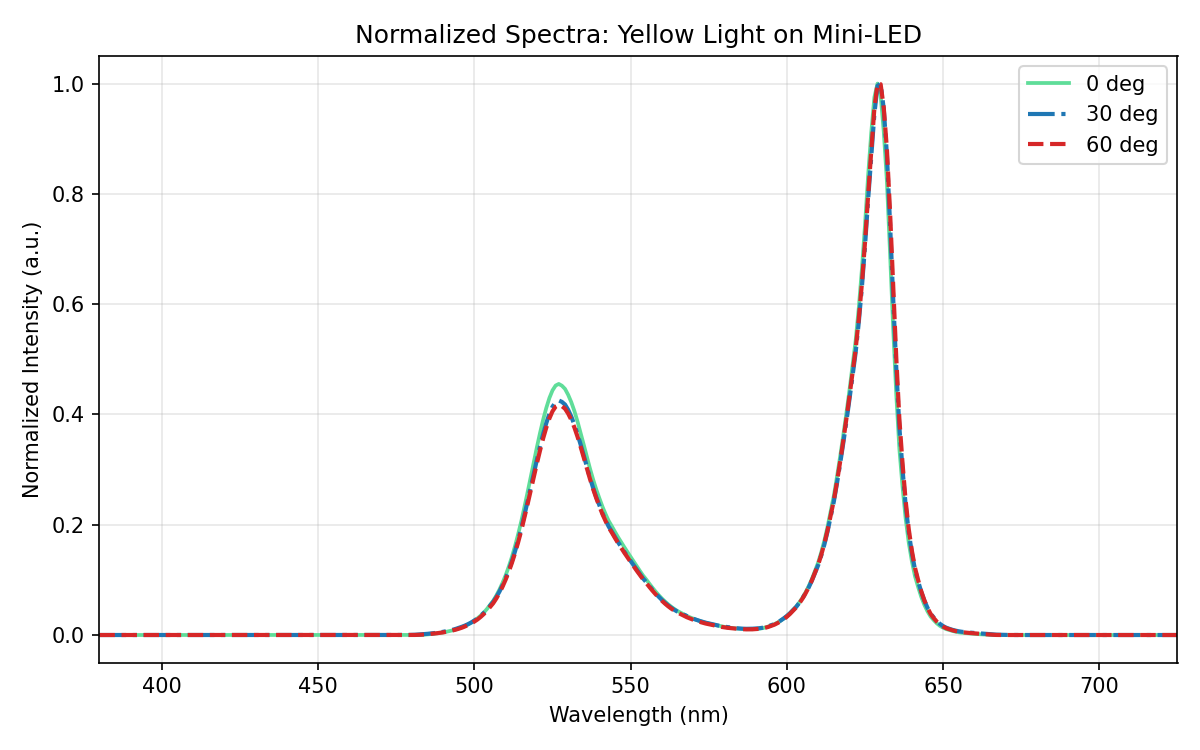 Normalized Spectra: Yellow Light on Mini-LED
Normalized Intensity (a.u.)
1.0
0.8
0.6
0.4
0.2
0.0
0 deg
30 deg
60 deg
400 450 500 550 600 650 700
Wavelength (nm)